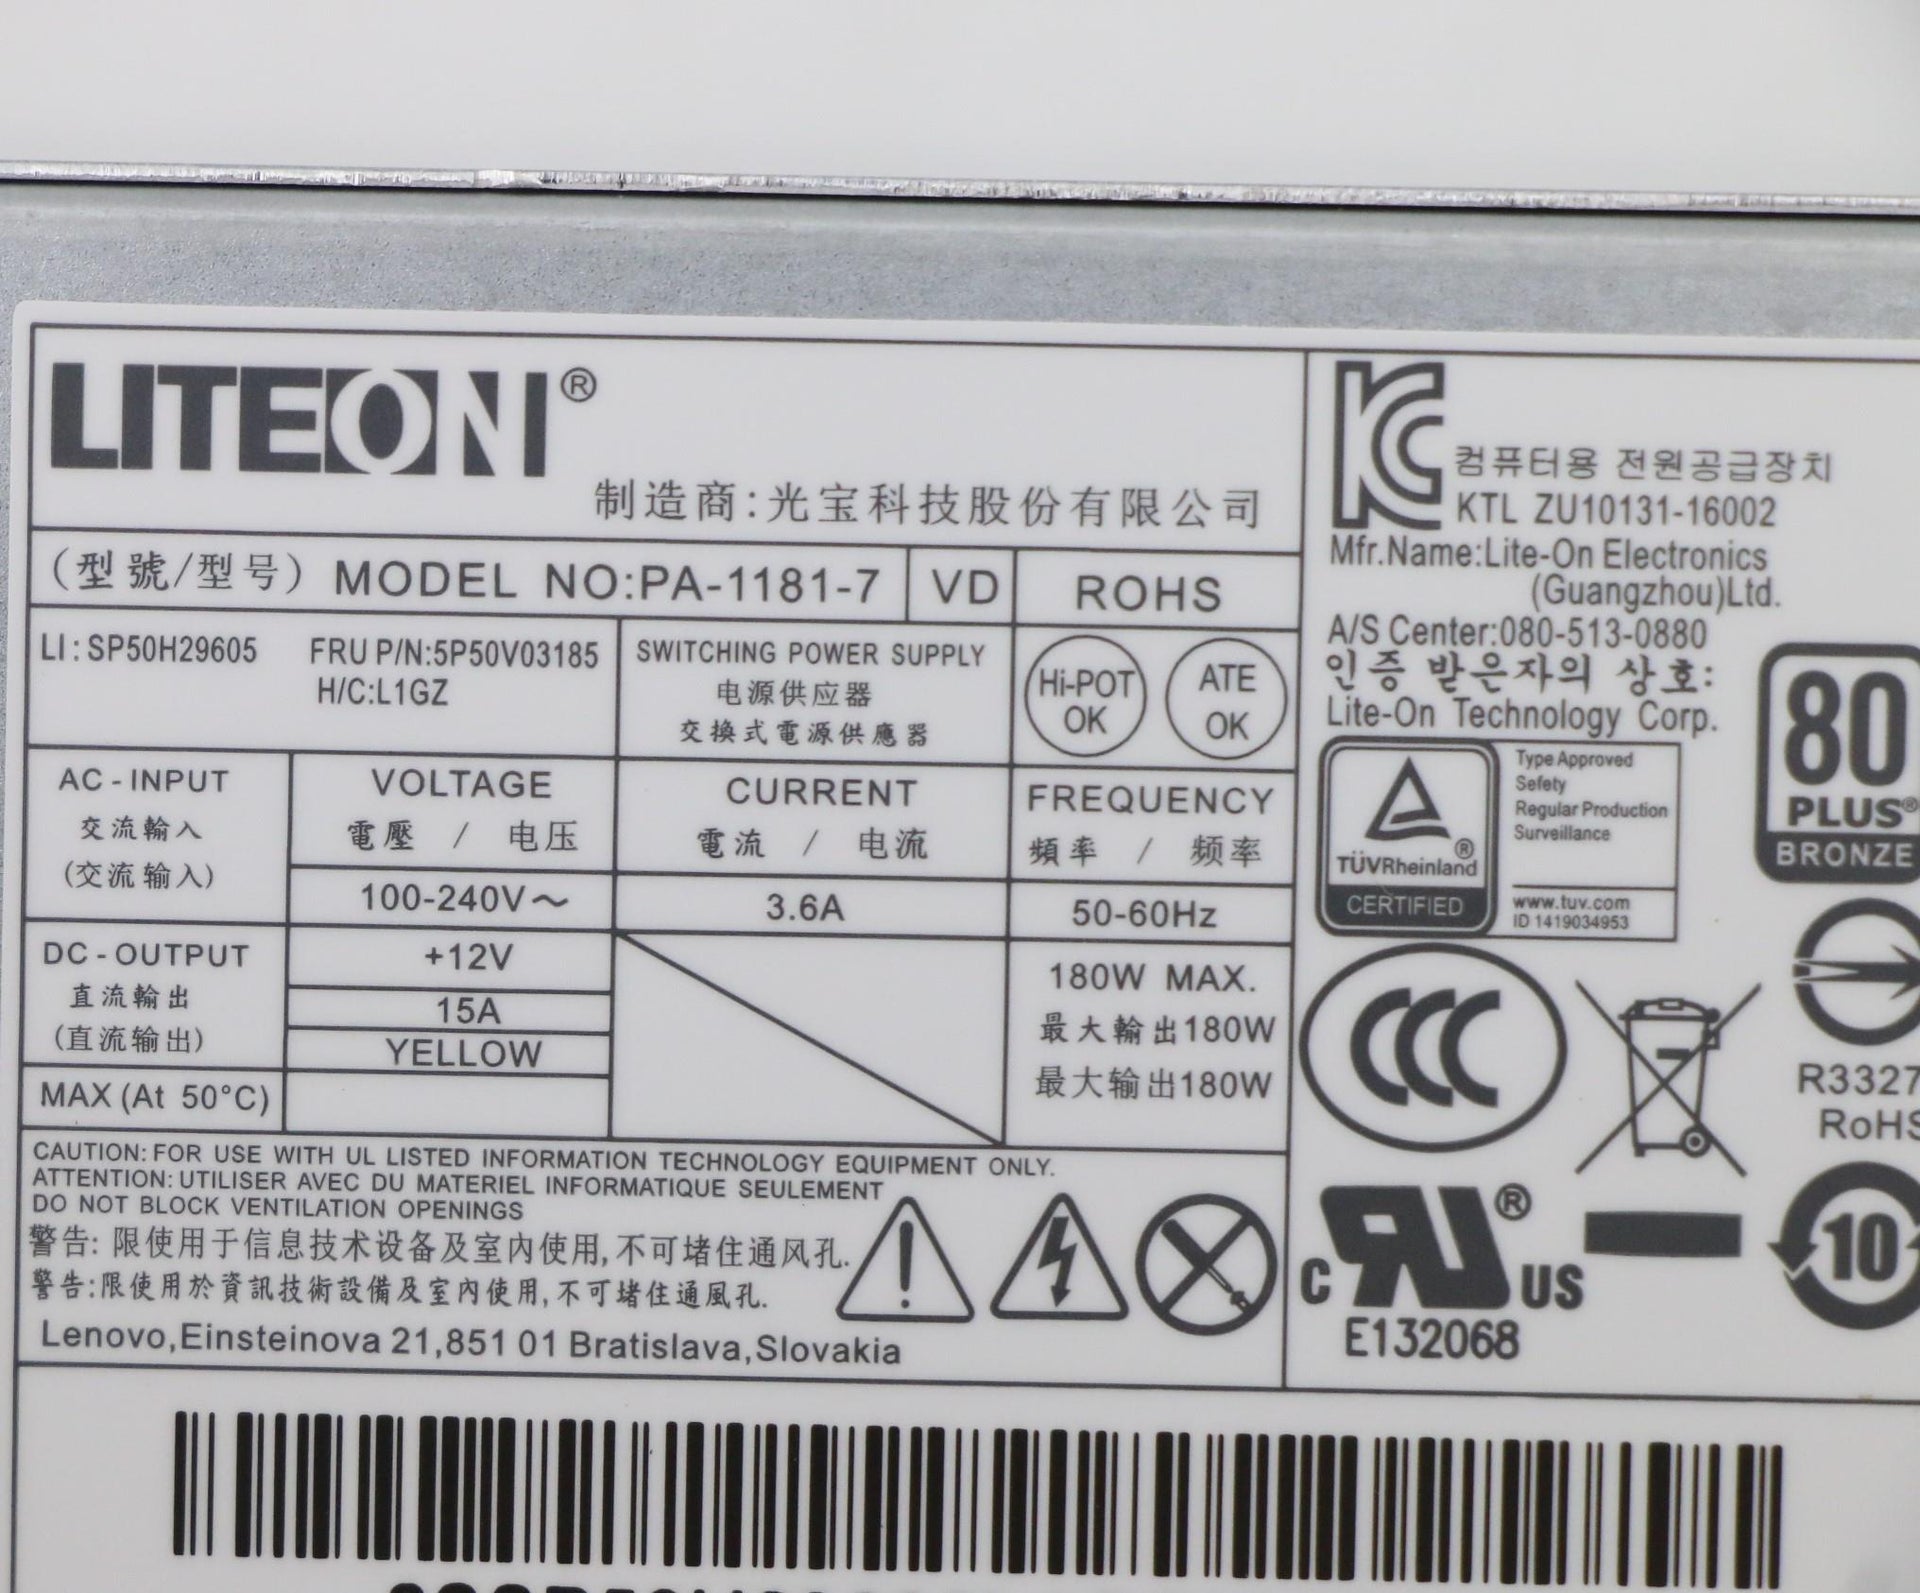 LITEON®
制造商:光宝科技股份有限公司
(型號/型号) MODEL NO:PA-1181-7 VD ROHS
LI:SP50H29605 FRU P/N:5P50V03185
H/C:L1GZ
SWITCHING POWER SUPPLY
电源供应器
交換式電源供應器
Hi-POT OK
ATE OK
AC-INPUT
交流輸入
(交流输入)
VOLTAGE
電壓 / 电压
100-240V～
CURRENT
電流 / 电流
3.6A
FREQUENCY
頻率 / 频率
50-60Hz
DC-OUTPUT
直流輸出
(直流输出)
+12V
15A
YELLOW
180W MAX.
最大輸出180W
最大输出180W
MAX (At 50°C)
CAUTION: FOR USE WITH UL LISTED INFORMATION TECHNOLOGY EQUIPMENT ONLY.
ATTENTION: UTILISER AVEC DU MATERIEL INFORMATIQUE SEULEMENT
DO NOT BLOCK VENTILATION OPENINGS
警告: 限使用于信息技术设备及室内使用,不可堵住通风孔.
警告:限使用於資訊技術設備及室內使用,不可堵住通風孔.
Lenovo,Einsteinova 21,851 01 Bratislava,Slovakia
컴퓨터용 전원공급장치
KTL ZU10131-16002
Mfr.Name:Lite-On Electronics
(Guangzhou)Ltd.
A/S Center:080-513-0880
인증 받은자의 상호:
Lite-On Technology Corp.
TÜVRheinland®
CERTIFIED
Type Approved
Safety
Regular Production
Surveillance
www.tuv.com
ID 1419034953
80
PLUS®
BRONZE
CCC
R3327
RoHS
c RU® US
E132068
10